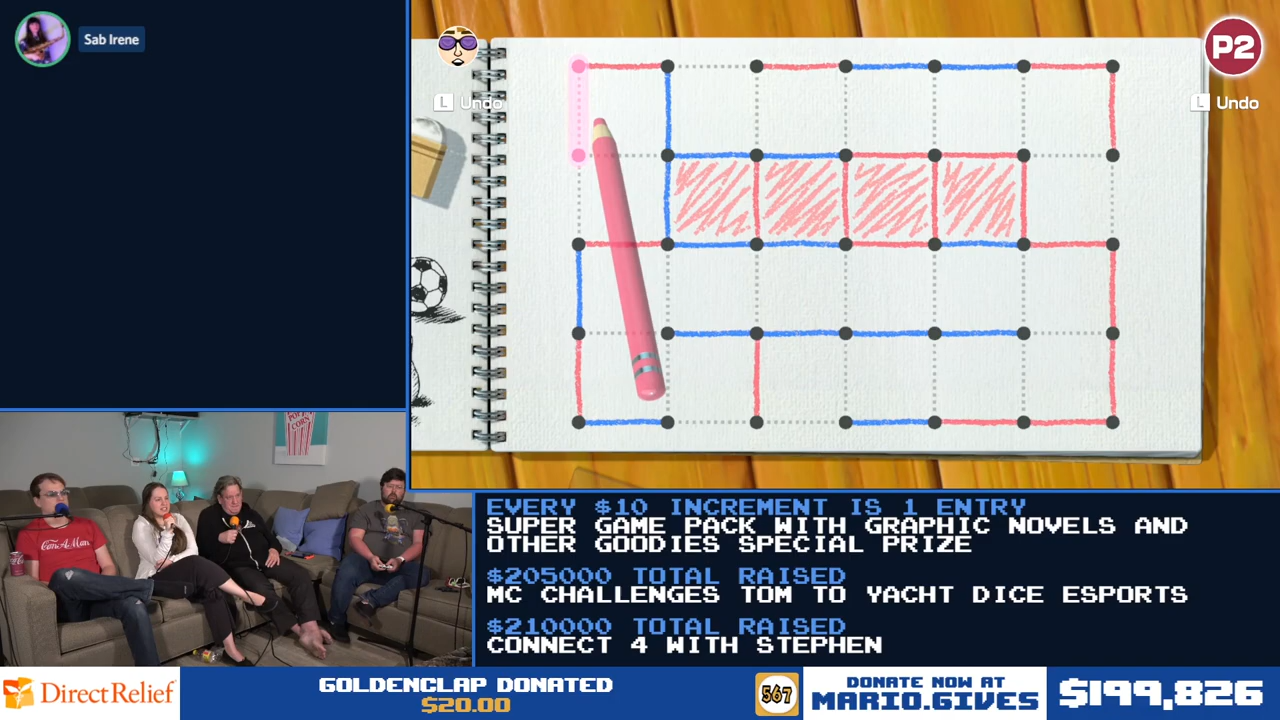 Sab Irene
L Undo
P2
L Undo
POP
CORN
EVERY $10 INCREMENT IS 1 ENTRY
SUPER GAME PACK WITH GRAPHIC NOVELS AND
OTHER GOODIES SPECIAL PRIZE
$205000 TOTAL RAISED
MC CHALLENGES TOM TO YACHT DICE ESPORTS
$210000 TOTAL RAISED
CONNECT 4 WITH STEPHEN
Direct Relief
GOLDENCLAP DONATED
$20.00
567
DONATE NOW AT
MARIO.GIVES
$199,826